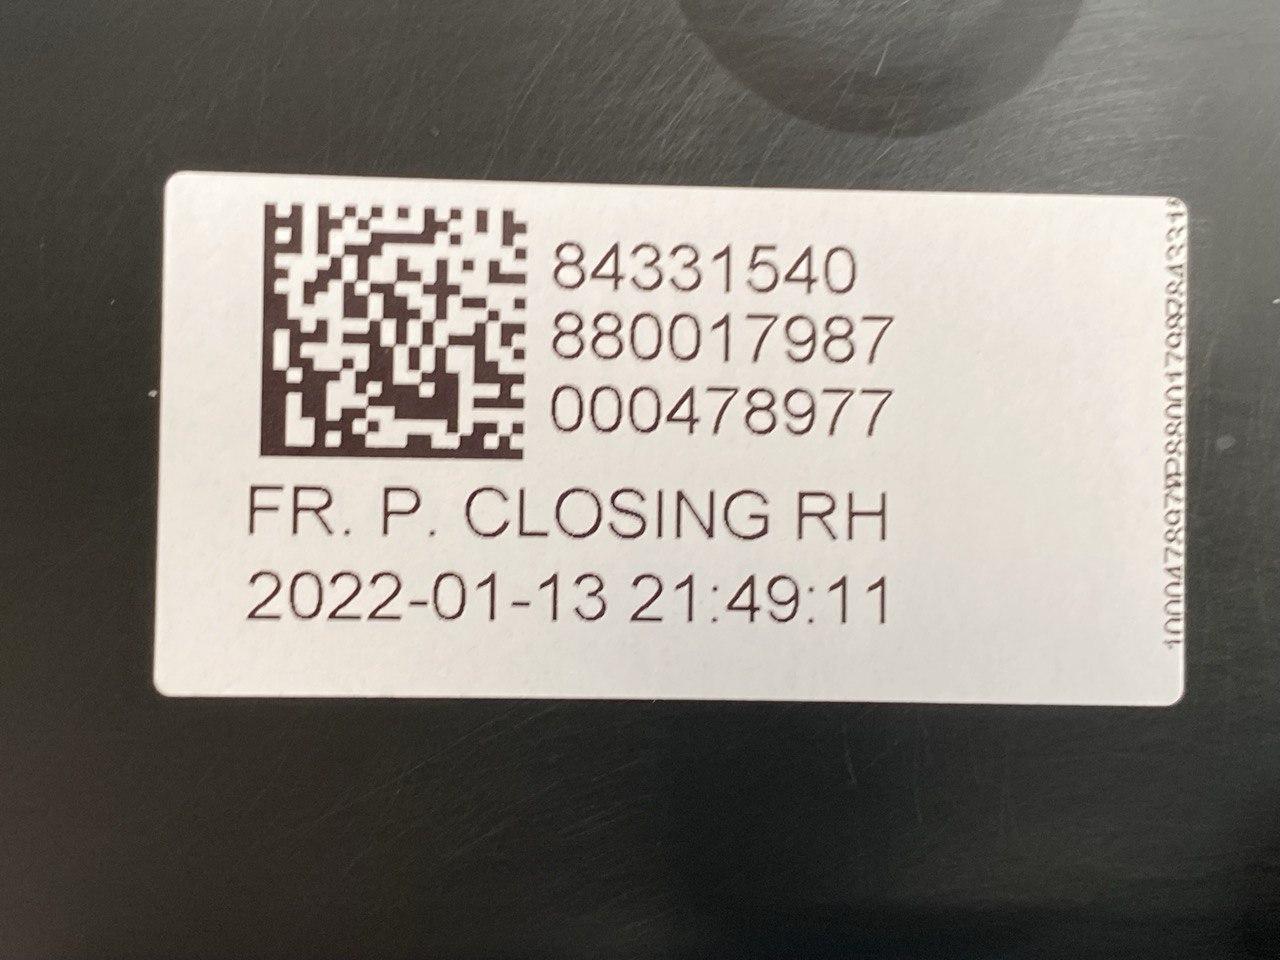 84331540
880017987
000478977
FR. P. CLOSING RH
2022-01-13 21:49:11